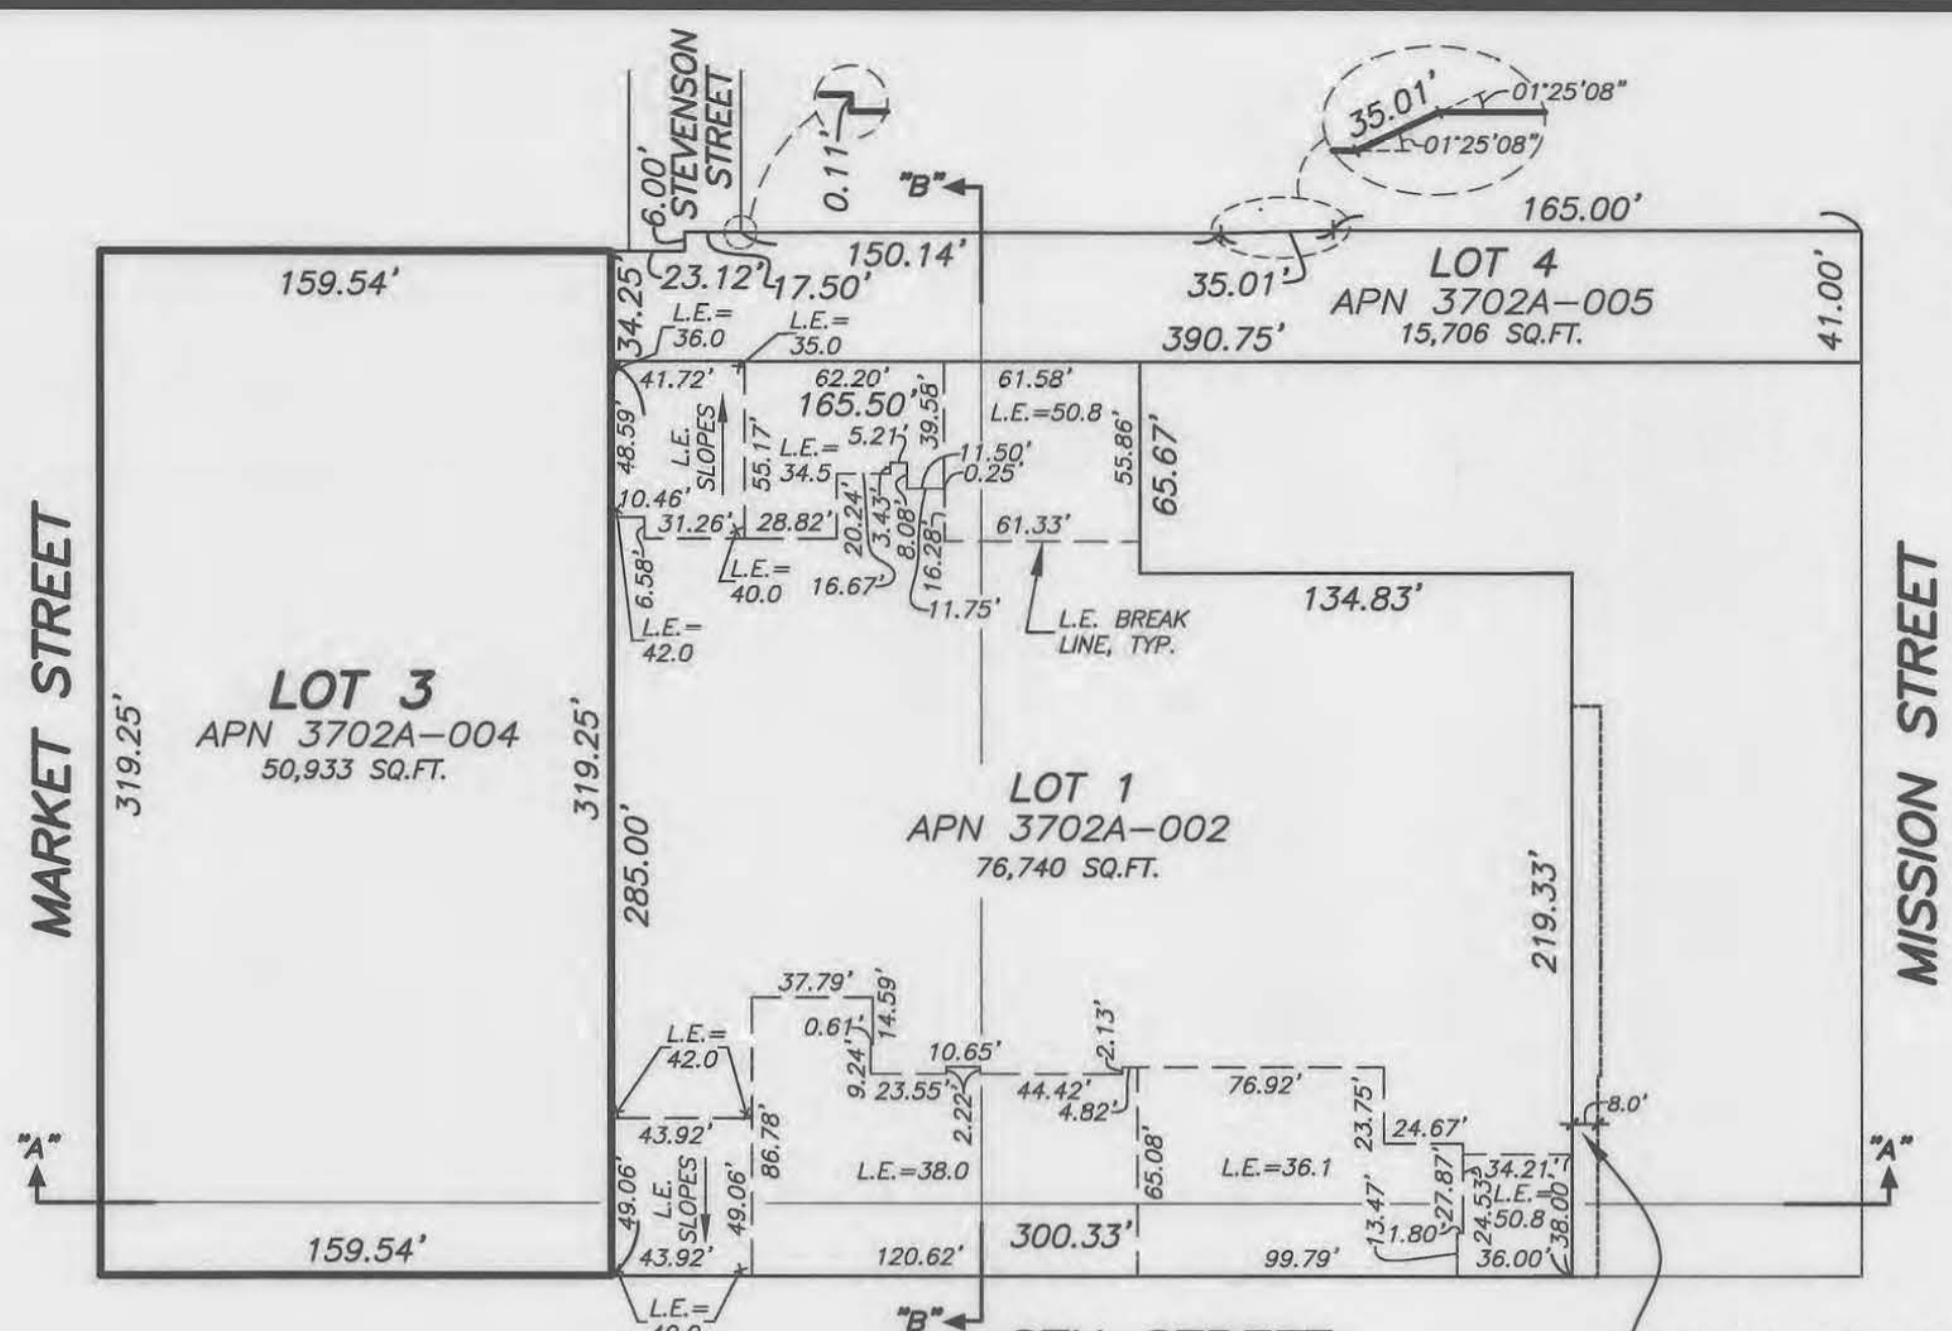 STEVENSON
STREET
6.00'
0.11'
"B"
35.01'
01°25'08"
01°25'08")
165.00'
159.54'
34.25'
23.12'
17.50'
150.14'
35.01'
LOT 4
APN 3702A-005
15,706 SQ.FT.
41.00'
390.75'
L.E.=
36.0
L.E.=
35.0
41.72'
62.20'
165.50'
39.58'
61.58'
L.E.=50.8
48.59'
L.E.
SLOPES
55.17'
L.E.=
34.5
5.21'
11.50'
0.25'
55.86'
65.67'
10.46'
31.26'
28.82'
20.24'
3.43'
8.08'
16.28'
61.33'
6.58'
L.E.=
40.0
16.67'
11.75'
L.E.=
42.0
L.E. BREAK
LINE, TYP.
134.83'
MARKET STREET
MISSION STREET
LOT 3
APN 3702A-004
50,933 SQ.FT.
319.25'
319.25'
285.00'
LOT 1
APN 3702A-002
76,740 SQ.FT.
219.33'
37.79'
14.59'
0.61'
9.24'
L.E.=
42.0
10.65'
23.55'
2.22'
44.42'
2.13'
4.82'
76.92'
23.75'
24.67'
8.0'
43.92'
86.78'
L.E.=38.0
65.08'
L.E.=36.1
27.87'
34.21'
24.53'
L.E.=
50.8
38.00'
"A"
"A"
49.06'
L.E.
SLOPES
49.06'
13.47'
1.80'
300.33'
159.54'
43.92'
120.62'
99.79'
36.00'
L.E.=
"B"